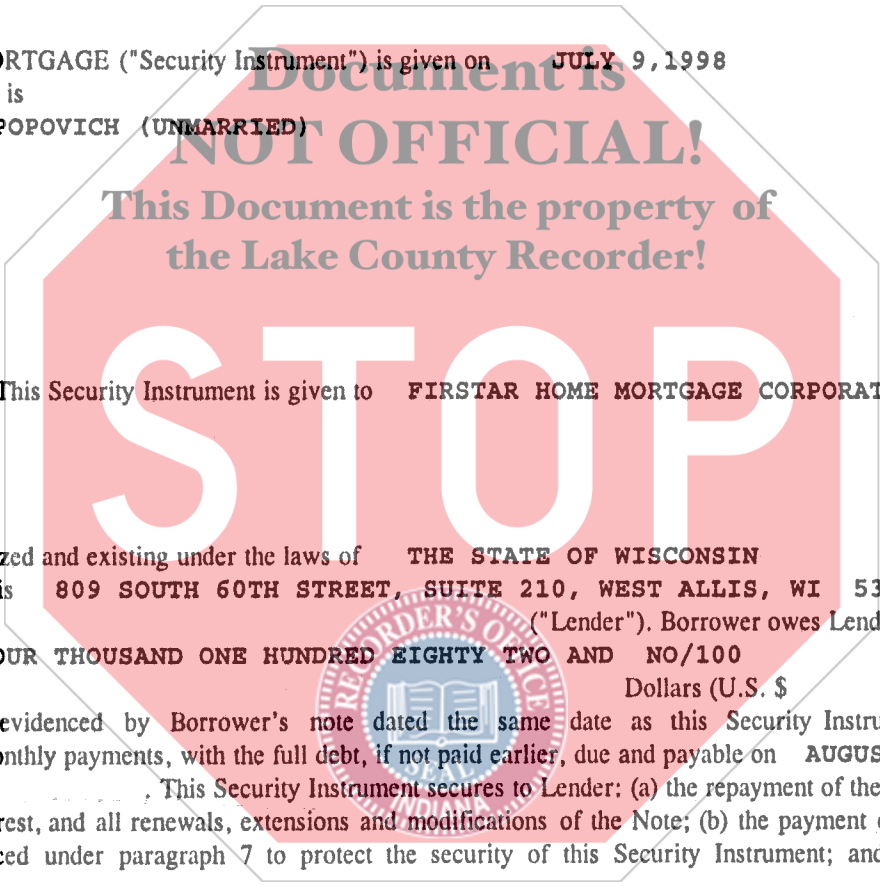 ORTGAGE ("Security Instrument") is given on JULY 9,1998
Document is
is
POPOVICH (UNMARRIED)
NOT OFFICIAL!
This Document is the property of
the Lake County Recorder!
STOP
This Security Instrument is given to FIRSTAR HOME MORTGAGE CORPORAT
zed and existing under the laws of THE STATE OF WISCONSIN
is 809 SOUTH 60TH STREET, SUITE 210, WEST ALLIS, WI 53
("Lender"). Borrower owes Lend
OUR THOUSAND ONE HUNDRED EIGHTY TWO AND NO/100
Dollars (U.S. $
evidenced by Borrower's note dated the same date as this Security Instru
onthly payments, with the full debt, if not paid earlier, due and payable on AUGUS
. This Security Instrument secures to Lender: (a) the repayment of the
rest, and all renewals, extensions and modifications of the Note; (b) the payment
ced under paragraph 7 to protect the security of this Security Instrument; and
RECORDER'S OFFICE
SEAL
INDIANA